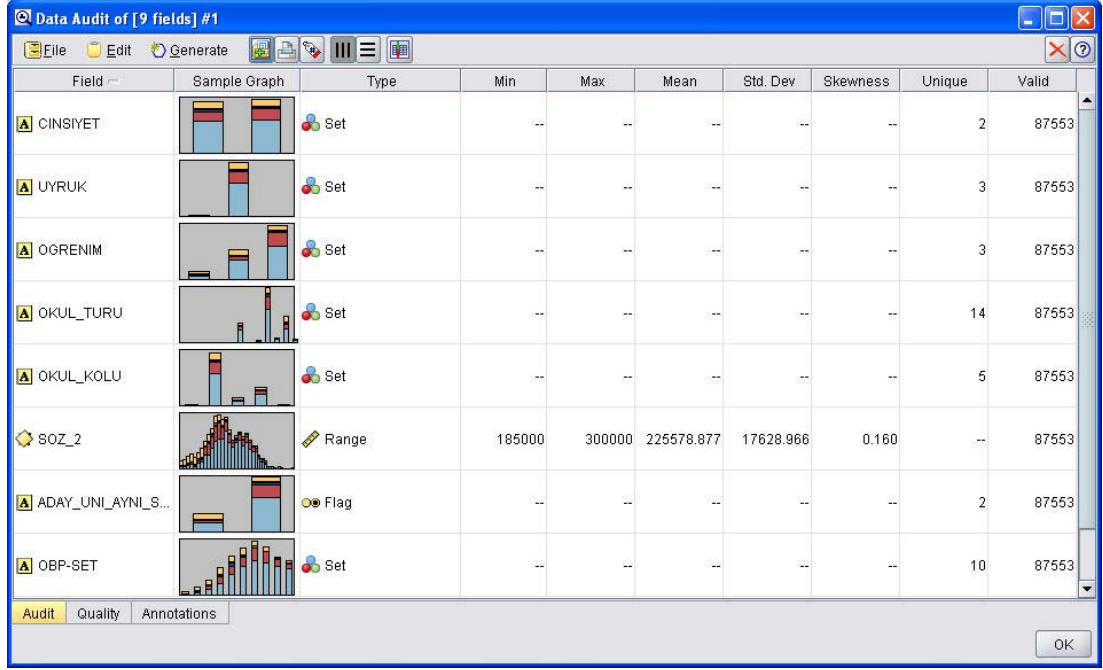 Data Audit of [9 fields] #1
File Edit Generate
Field Sample Graph Type Min Max Mean Std. Dev Skewness Unique Valid
A CINSIYET Set -- -- -- -- -- 2 87553
A UYRUK Set -- -- -- -- -- 3 87553
A OGRENIM Set -- -- -- -- -- 3 87553
A OKUL_TURU Set -- -- -- -- -- 14 87553
A OKUL_KOLU Set -- -- -- -- -- 5 87553
SOZ_2 Range 185000 300000 225578.877 17628.966 0.160 -- 87553
A ADAY_UNI_AYNI_S... Flag -- -- -- -- -- 2 87553
A OBP-SET Set -- -- -- -- -- 10 87553
Audit Quality Annotations
OK